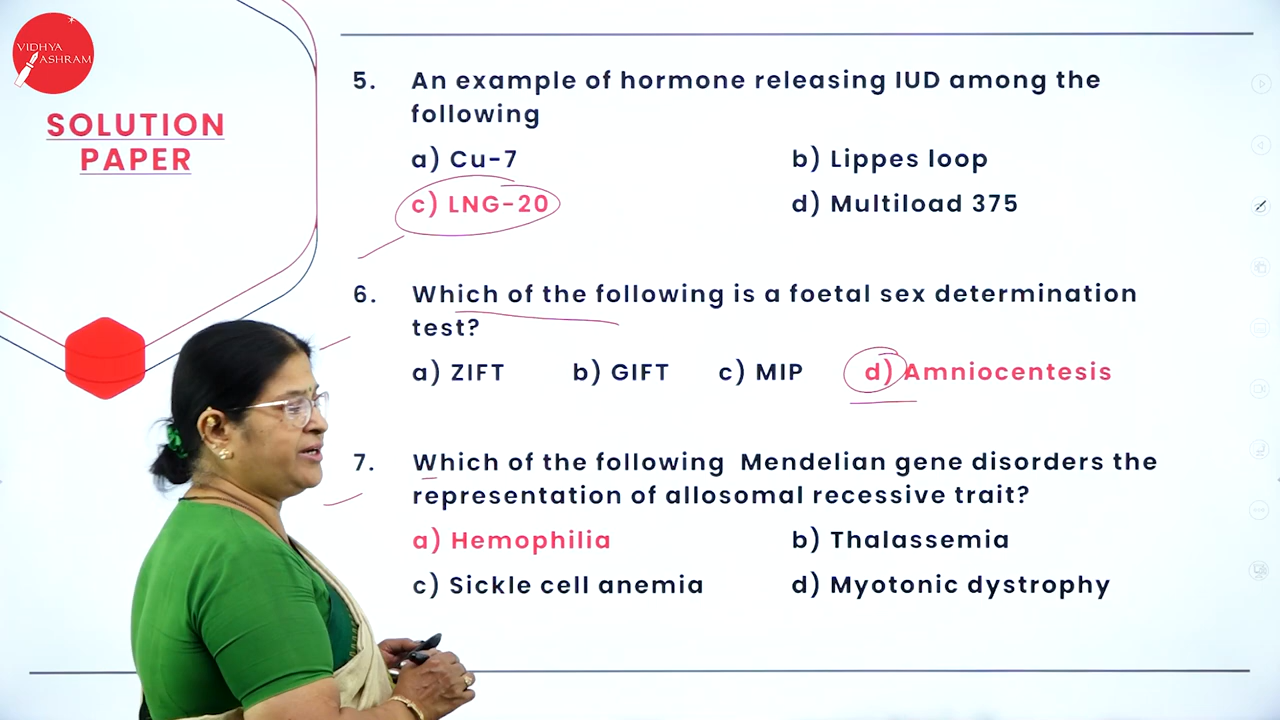 VIDHYA
ASHRAM
SOLUTION
PAPER
5. An example of hormone releasing IUD among the
following
a) Cu-7 b) Lippes loop
c) LNG-20 d) Multiload 375
6. Which of the following is a foetal sex determination
test?
a) ZIFT b) GIFT c) MIP d) Amniocentesis
7. Which of the following Mendelian gene disorders the
representation of allosomal recessive trait?
a) Hemophilia b) Thalassemia
c) Sickle cell anemia d) Myotonic dystrophy